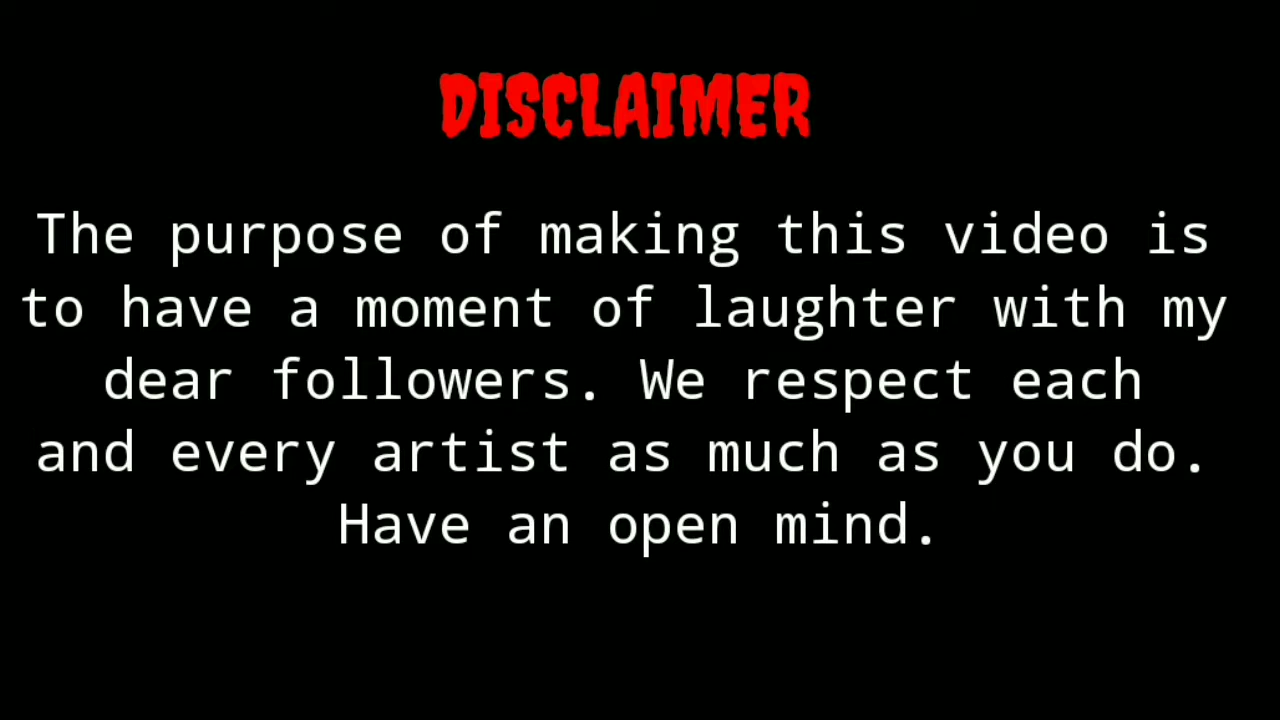 DISCLAIMER
The purpose of making this video is
to have a moment of laughter with my
dear followers. We respect each
and every artist as much as you do.
Have an open mind.